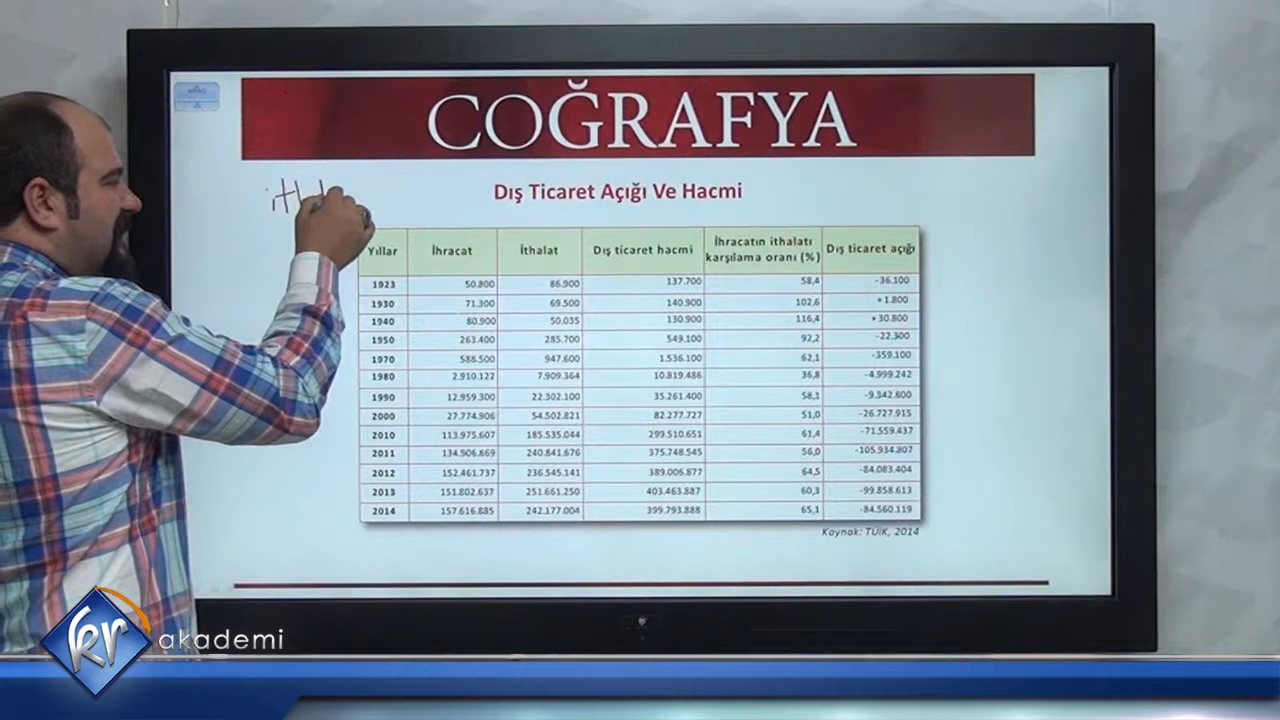 COĞRAFYA
Dış Ticaret Açığı Ve Hacmi
Yıllar İhracat İthalat Dış ticaret hacmi İhracatın ithalatı karşılama oranı (%) Dış ticaret açığı
1923 50.800 86.900 137.700 58,4 -36.100
1930 71.300 69.500 140.900 102,6 +1.800
1940 80.900 50.035 130.900 116,4 +30.800
1950 263.400 285.700 549.100 92,2 -22.300
1970 588.500 947.600 1.536.100 62,1 -359.100
1980 2.910.122 7.909.364 10.819.486 36,8 -4.999.242
1990 12.959.300 22.302.100 35.261.400 58,1 -9.342.800
2000 27.774.906 54.502.821 82.277.727 51,0 -26.727.915
2010 113.975.607 185.535.044 299.510.651 61,4 -71.559.437
2011 134.906.869 240.841.676 375.748.545 56,0 -105.934.807
2012 152.461.737 236.545.141 389.006.877 64,5 -84.083.404
2013 151.802.637 251.661.250 403.463.887 60,3 -99.858.613
2014 157.616.885 242.177.004 399.793.888 65,1 -84.560.119
Kaynak: TÜİK, 2014
kr akademi